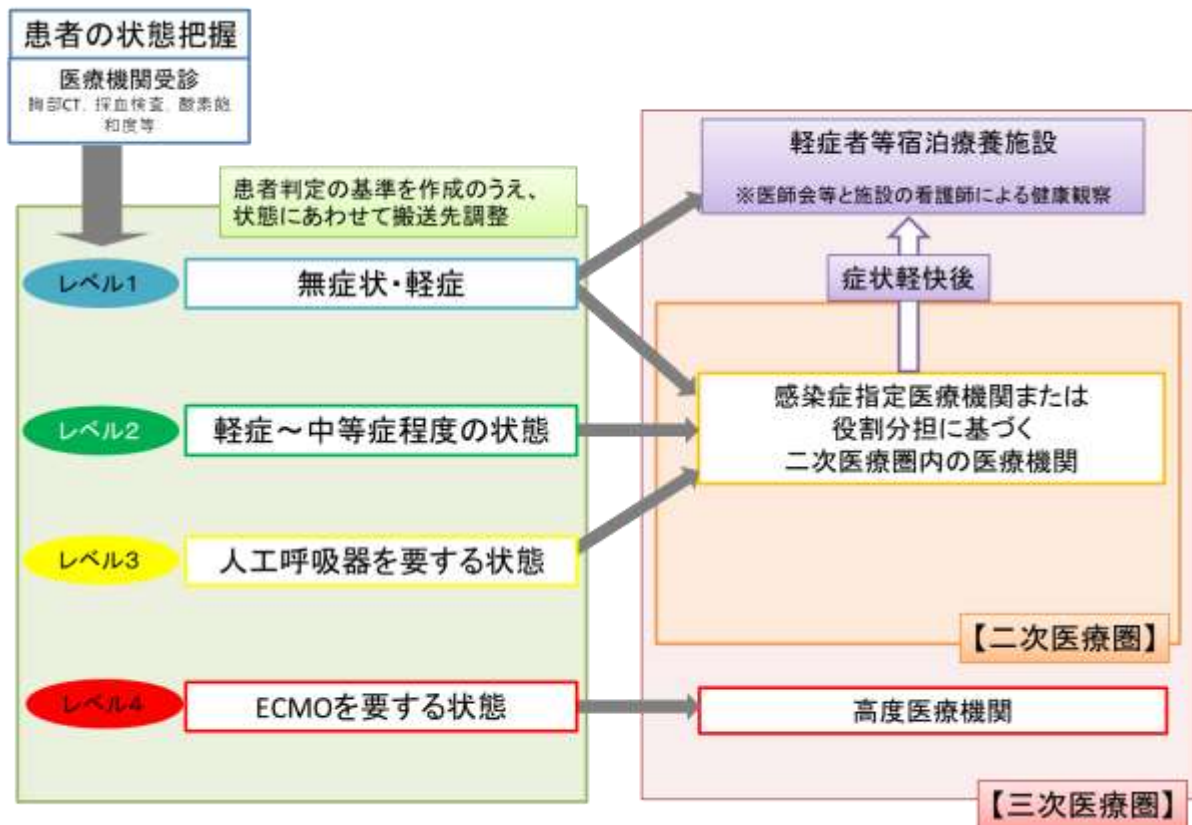 患者の状態把握
医療機関受診
胸部CT、採血検査、酸素飽
和度等
患者判定の基準を作成のうえ、
状態にあわせて搬送先調整
レベル1
無症状・軽症
レベル2
軽症～中等症程度の状態
レベル3
人工呼吸器を要する状態
レベル4
ECMOを要する状態
軽症者等宿泊療養施設
※医師会等と施設の看護師による健康観察
症状軽快後
感染症指定医療機関または
役割分担に基づく
二次医療圏内の医療機関
【二次医療圏】
高度医療機関
【三次医療圏】